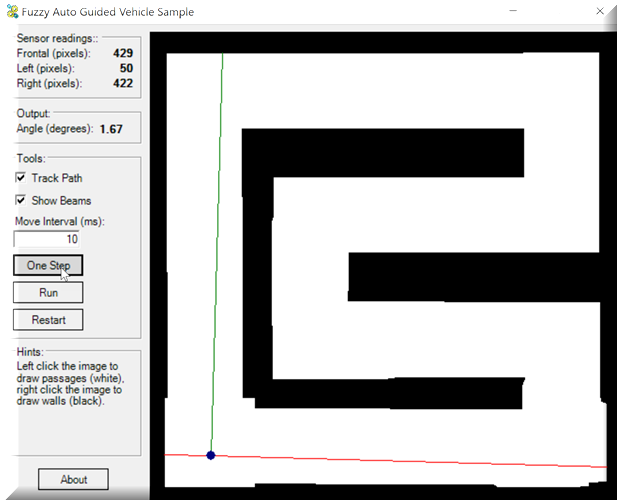 Fuzzy Auto Guided Vehicle Sample
Sensor readings::
Frontal (pixels): 429
Left (pixels): 50
Right (pixels): 422
Output:
Angle (degrees): 1.67
Tools:
Track Path
Show Beams
Move Interval (ms):
10
One Step
Run
Restart
Hints:
Left click the image to
draw passages (white),
right click the image to
draw walls (black).
About